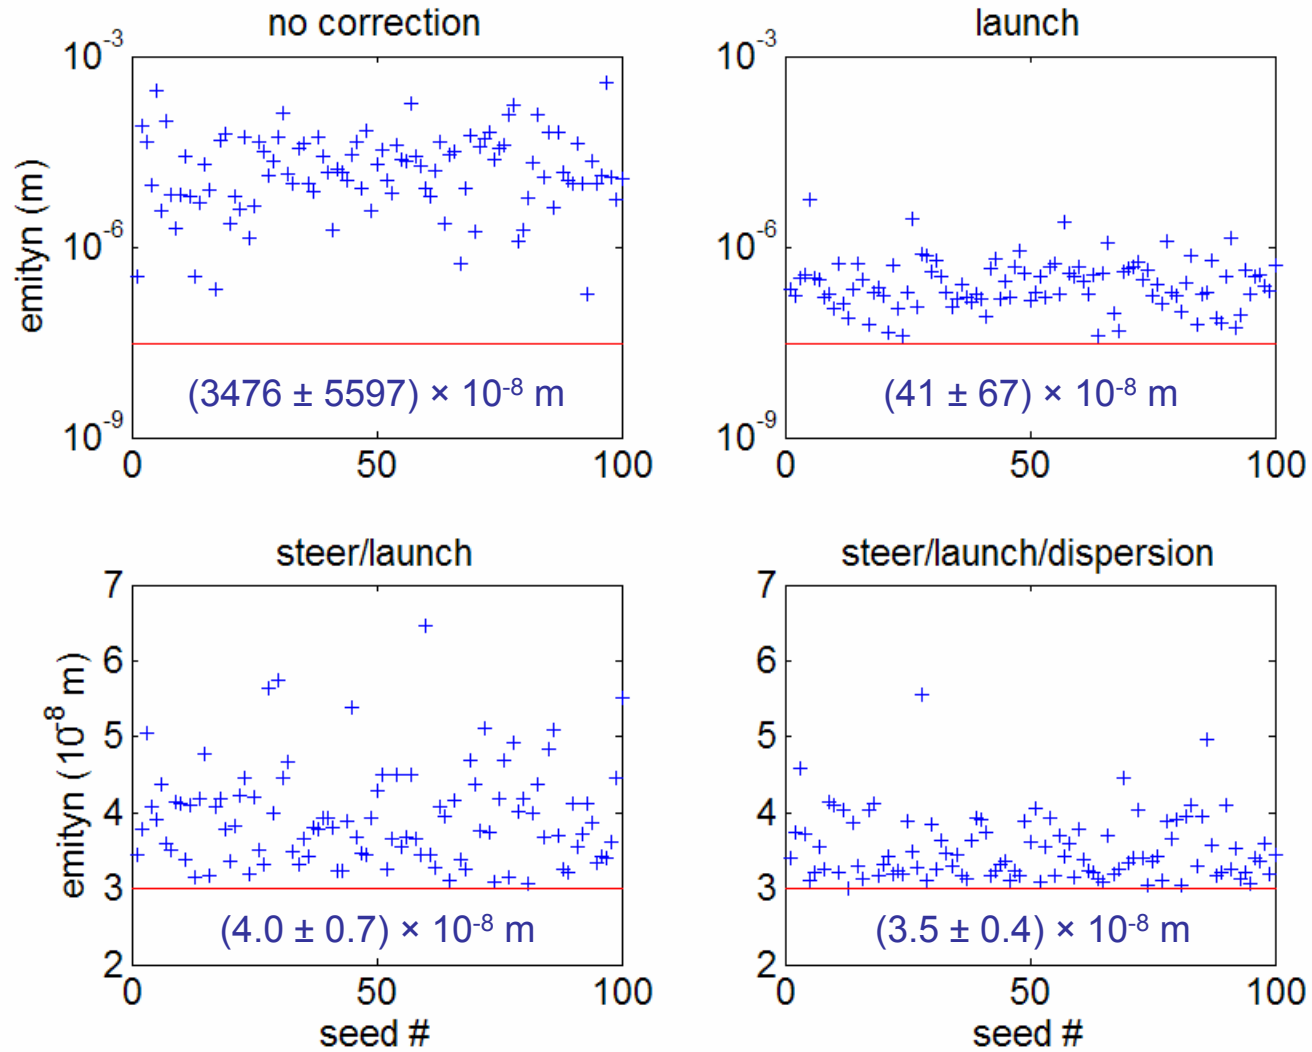 no correction
launch
emityn (m)
10⁻³
10⁻⁶
10⁻⁹
(3476 ± 5597) × 10⁻⁸ m
0 50 100
10⁻³
10⁻⁶
10⁻⁹
(41 ± 67) × 10⁻⁸ m
0 50 100
steer/launch
steer/launch/dispersion
emityn (10⁻⁸ m)
7
6
5
4
3
2
(4.0 ± 0.7) × 10⁻⁸ m
0 50 100
seed #
7
6
5
4
3
2
(3.5 ± 0.4) × 10⁻⁸ m
0 50 100
seed #